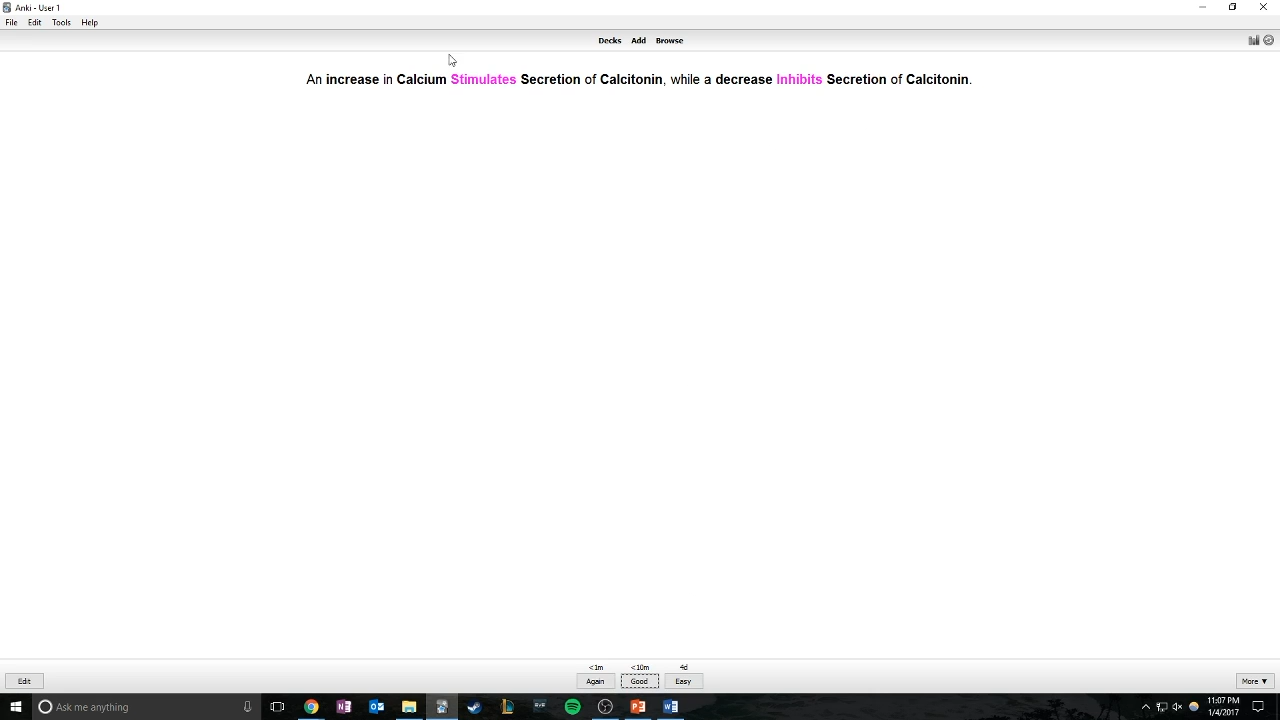 Anki - User 1
File Edit Tools Help
Decks Add Browse
An increase in Calcium Stimulates Secretion of Calcitonin, while a decrease Inhibits Secretion of Calcitonin.
<1m <10m 4d
Edit Again Good Easy More ▼
Ask me anything
11:07 PM
1/4/2017